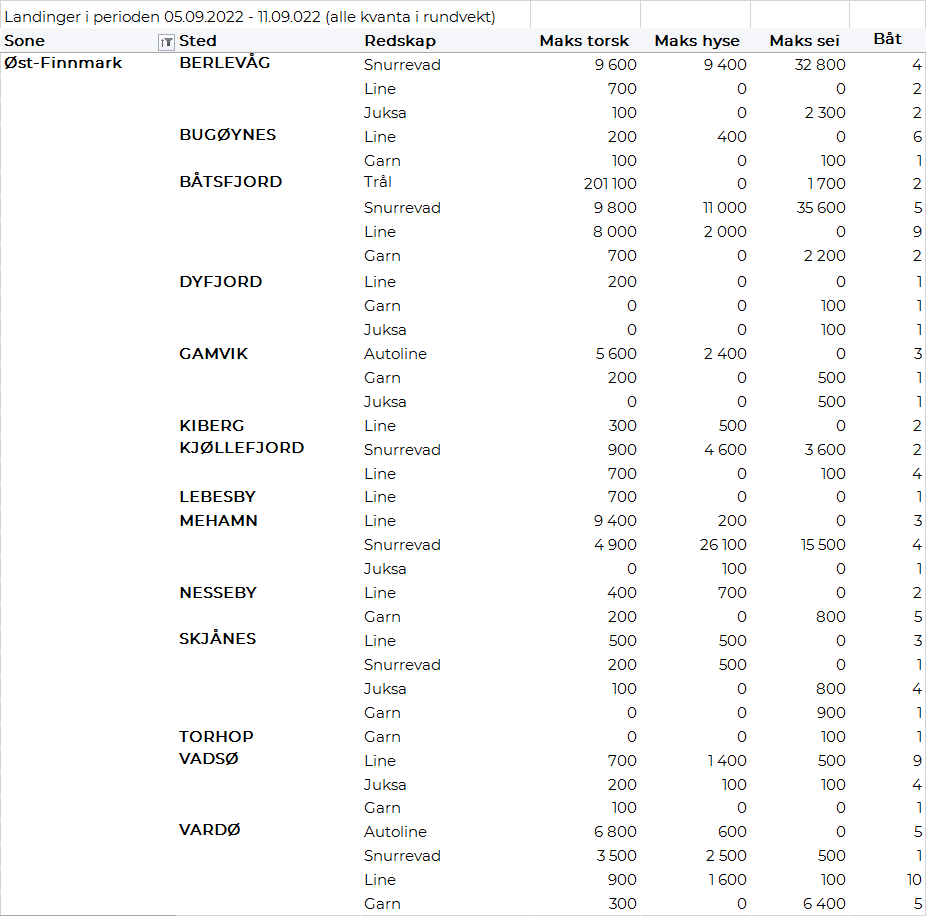 Landinger i perioden 05.09.2022 - 11.09.022 (alle kvanta i rundvekt)
Sone Sted Redskap Maks torsk Maks hyse Maks sei Båt
Øst-Finnmark BERLEVÅG Snurrevad 9 600 9 400 32 800 4
Line 700 0 0 2
Juksa 100 0 2 300 2
BUGØYNES Line 200 400 0 6
Garn 100 0 100 1
BÅTSFJORD Trål 201 100 0 1 700 2
Snurrevad 9 800 11 000 35 600 5
Line 8 000 2 000 0 9
Garn 700 0 2 200 2
DYFJORD Line 200 0 0 1
Garn 0 0 100 1
Juksa 0 0 100 1
GAMVIK Autoline 5 600 2 400 0 3
Garn 200 0 500 1
Juksa 0 0 500 1
KIBERG Line 300 500 0 2
KJØLLEFJORD Snurrevad 900 4 600 3 600 2
Line 700 0 100 4
LEBESBY Line 700 0 0 1
MEHAMN Line 9 400 200 0 3
Snurrevad 4 900 26 100 15 500 4
Juksa 0 100 0 1
NESSEBY Line 400 700 0 2
Garn 200 0 800 5
SKJÅNES Line 500 500 0 3
Snurrevad 200 500 0 1
Juksa 100 0 800 4
Garn 0 0 900 1
TORHOP Garn 0 0 100 1
VADSØ Line 700 1 400 500 9
Juksa 200 100 100 4
Garn 100 0 0 1
VARDØ Autoline 6 800 600 0 5
Snurrevad 3 500 2 500 500 1
Line 900 1 600 100 10
Garn 300 0 6 400 5